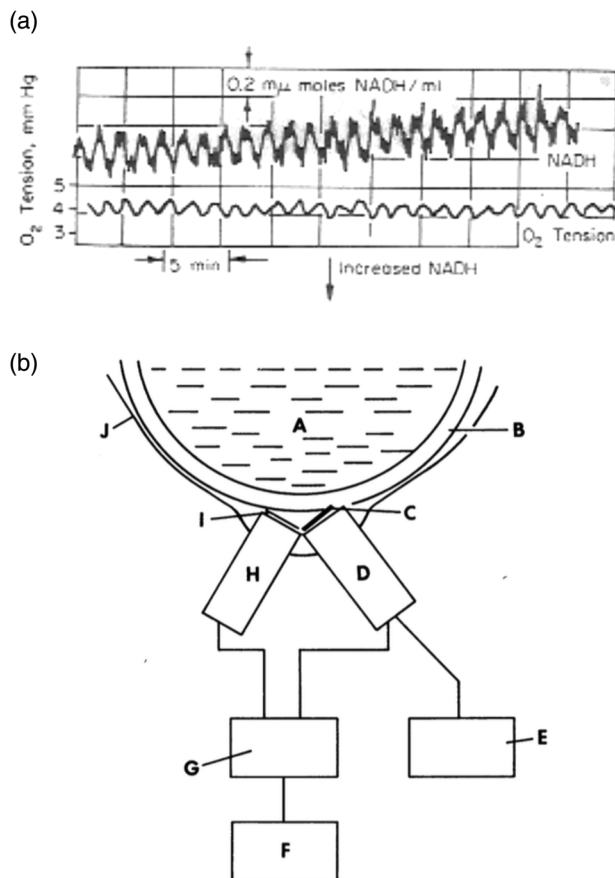 (a)
0.2 mμ moles NADH/ml
NADH
O₂ Tension, mm Hg
5
4
3
O₂ Tension
5 min
Increased NADH
(b)
A
J
B
I
C
H
D
G
E
F